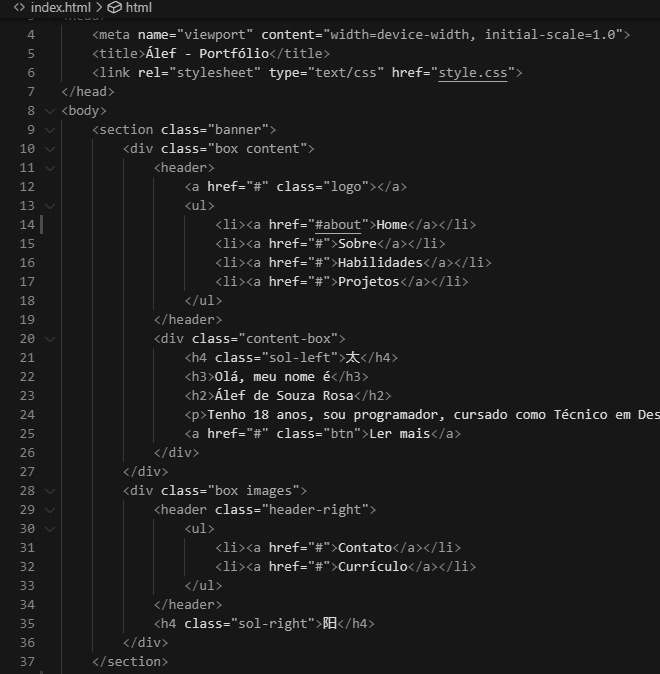 index.html > html
4 <meta name="viewport" content="width=device-width, initial-scale=1.0">
5 <title>Álef - Portfólio</title>
6 <link rel="stylesheet" type="text/css" href="style.css">
7 </head>
8 <body>
9 <section class="banner">
10 <div class="box content">
11 <header>
12 <a href="#" class="logo"></a>
13 <ul>
14 <li><a href="#about">Home</a></li>
15 <li><a href="#">Sobre</a></li>
16 <li><a href="#">Habilidades</a></li>
17 <li><a href="#">Projetos</a></li>
18 </ul>
19 </header>
20 <div class="content-box">
21 <h4 class="sol-left">太</h4>
22 <h3>Olá, meu nome é</h3>
23 <h2>Álef de Souza Rosa</h2>
24 <p>Tenho 18 anos, sou programador, cursado como Técnico em Des
25 <a href="#" class="btn">Ler mais</a>
26 </div>
27 </div>
28 <div class="box images">
29 <header class="header-right">
30 <ul>
31 <li><a href="#">Contato</a></li>
32 <li><a href="#">Currículo</a></li>
33 </ul>
34 </header>
35 <h4 class="sol-right">阳</h4>
36 </div>
37 </section>